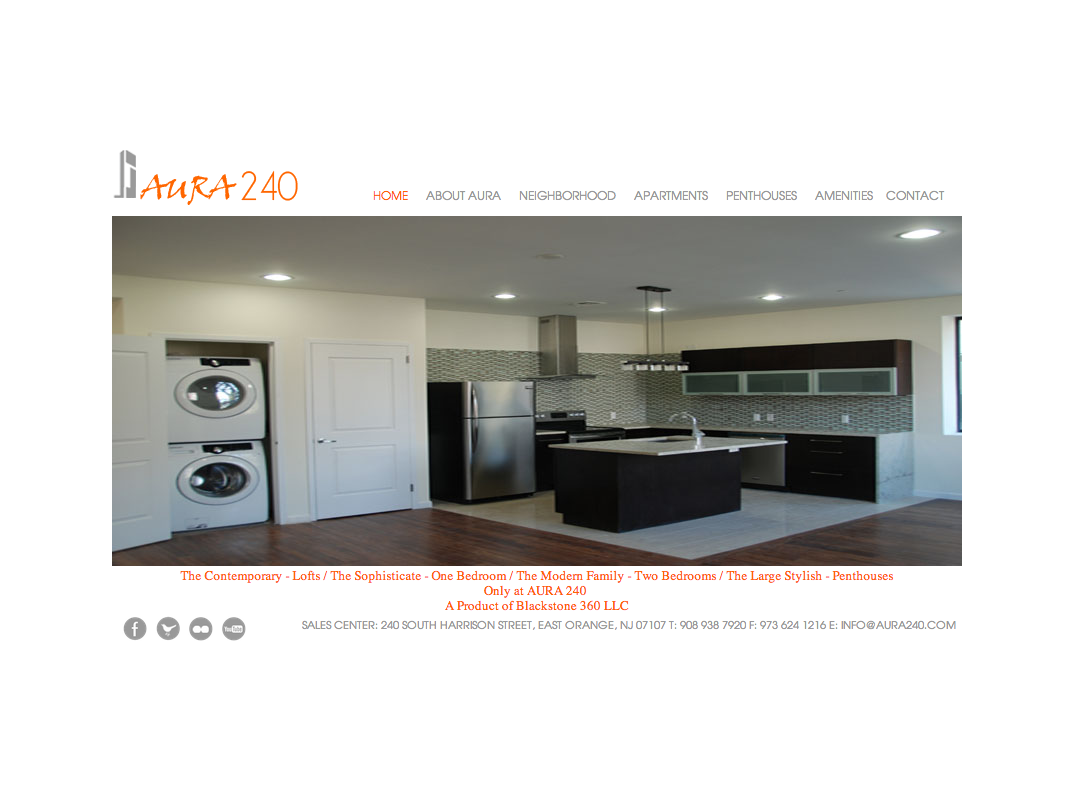 AURA 240
HOME ABOUT AURA NEIGHBORHOOD APARTMENTS PENTHOUSES AMENITIES CONTACT
The Contemporary - Lofts / The Sophisticate - One Bedroom / The Modern Family - Two Bedrooms / The Large Stylish - Penthouses
Only at AURA 240
A Product of Blackstone 360 LLC
SALES CENTER: 240 SOUTH HARRISON STREET, EAST ORANGE, NJ 07107 T: 908 938 7920 F: 973 624 1216 E: INFO@AURA240.COM
YouTube